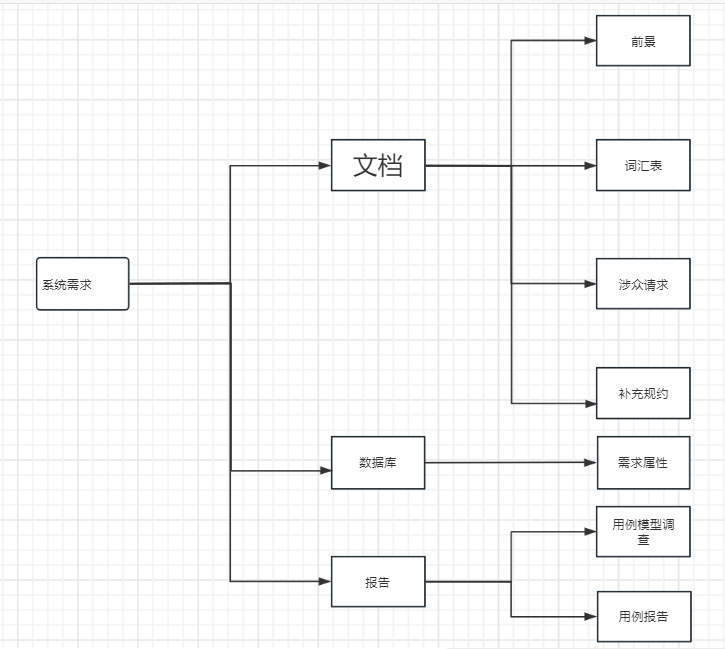 前景
文档
词汇表
系统需求
涉众请求
补充规约
数据库
需求属性
用例模型调
查
报告
用例报告